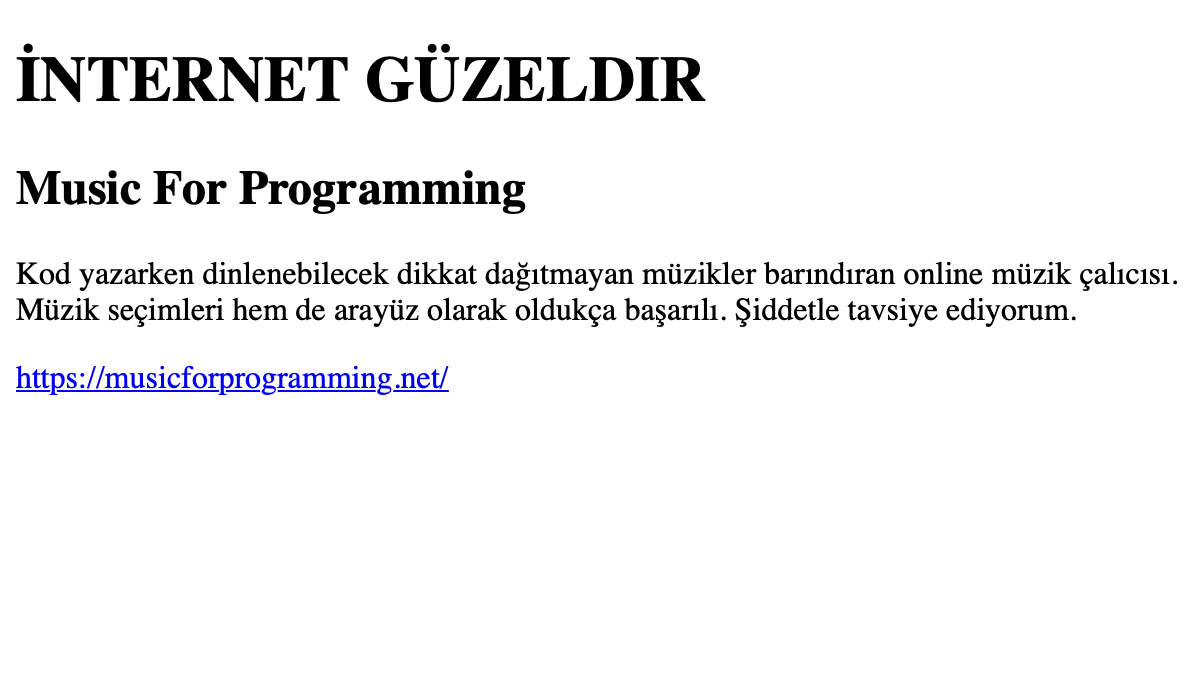 İNTERNET GÜZELDIR
Music For Programming
Kod yazarken dinlenebilecek dikkat dağıtmayan müzikler barındıran online müzik çalıcısı.
Müzik seçimleri hem de arayüz olarak oldukça başarılı. Şiddetle tavsiye ediyorum.
https://musicforprogramming.net/